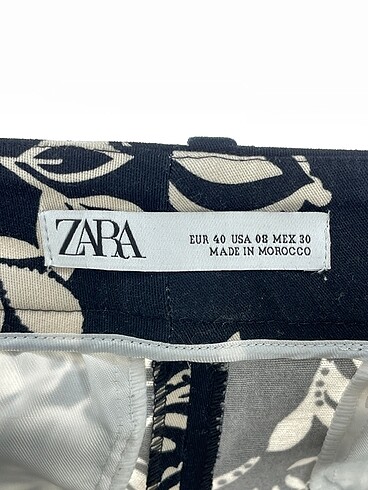 ZARA
EUR 40 USA 08 MEX 30
MADE IN MOROCCO